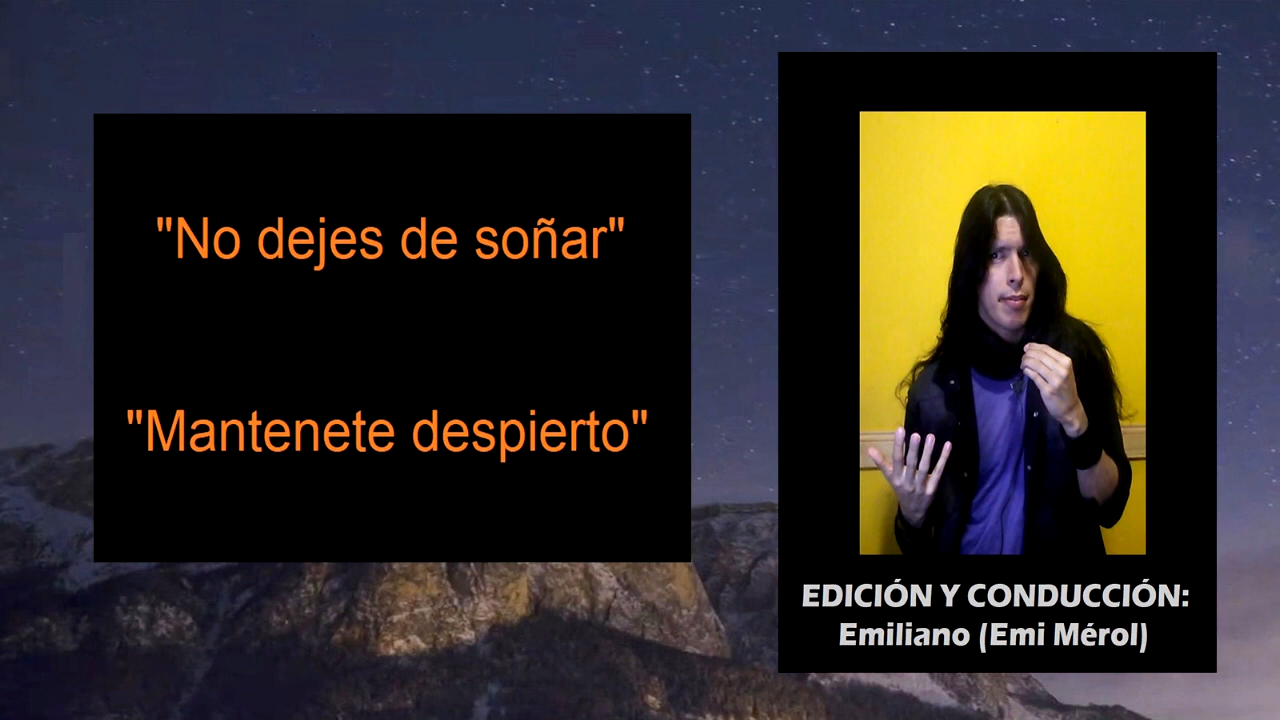 "No dejes de soñar"
"Mantenete despierto"
EDICIÓN Y CONDUCCIÓN:
Emiliano (Emi Mérol)